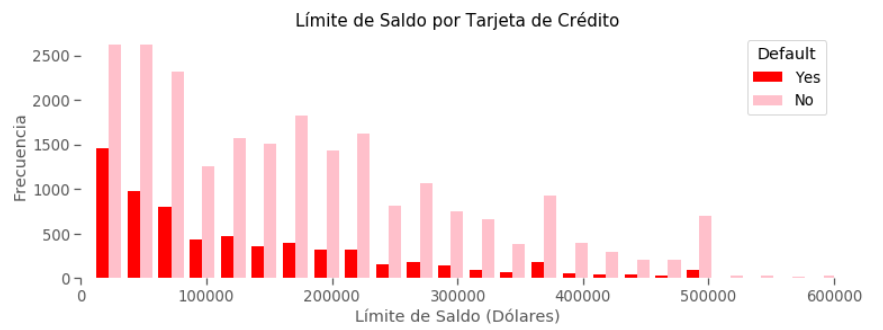 Límite de Saldo por Tarjeta de Crédito
Default
Yes
No
Frecuencia
2500
2000
1500
1000
500
0
0 100000 200000 300000 400000 500000 600000
Límite de Saldo (Dólares)